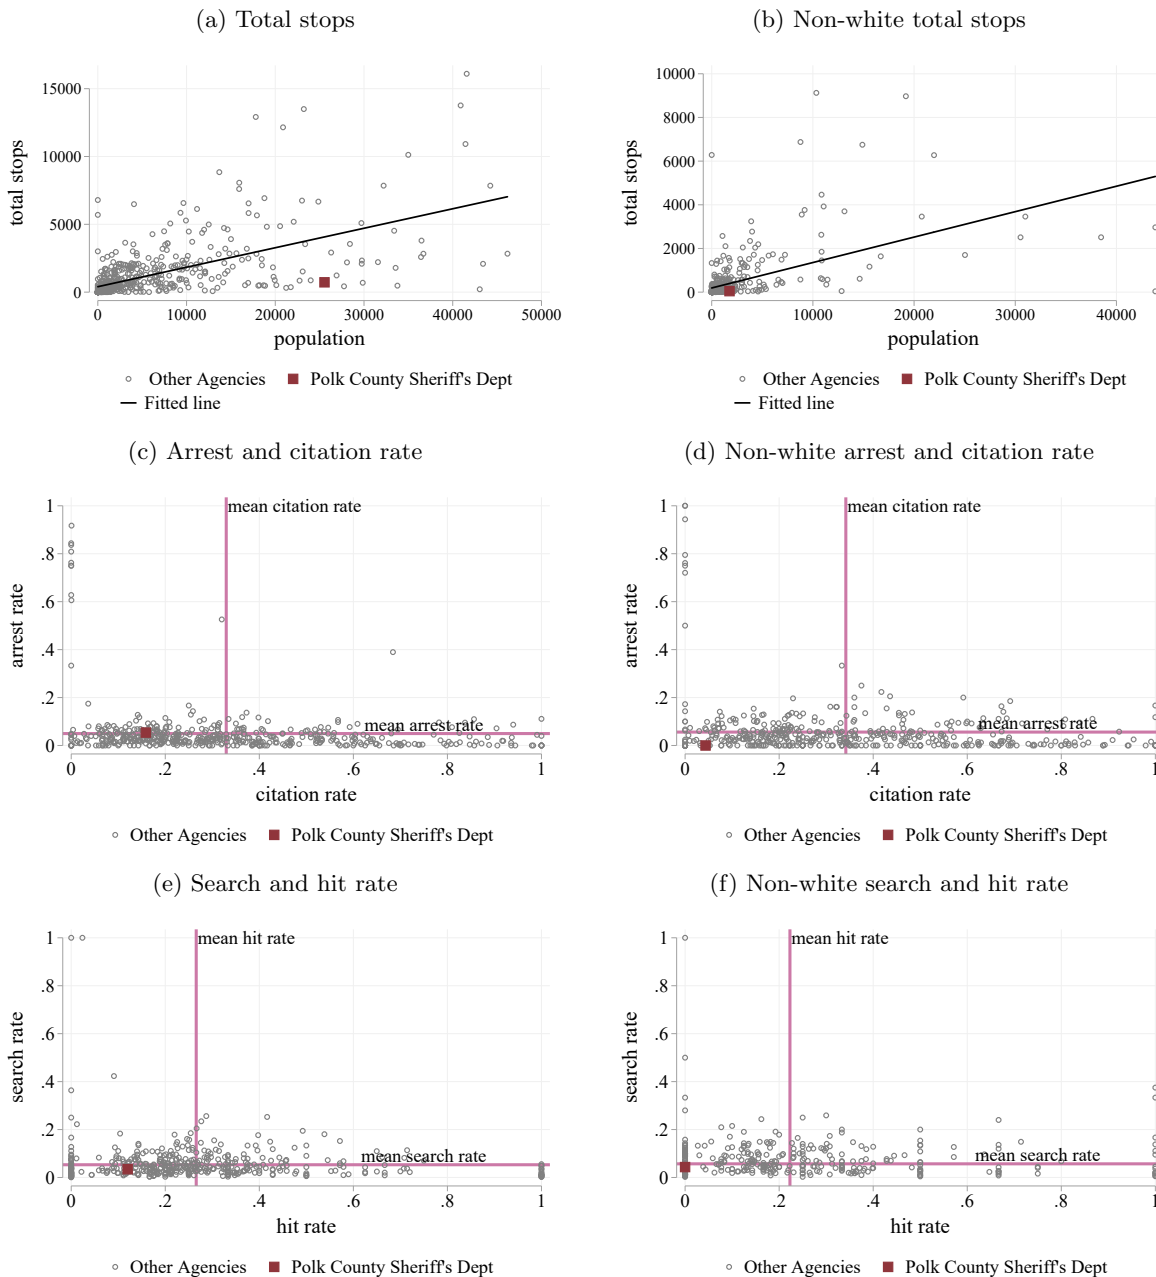 (a) Total stops
15000
10000
5000
0
total stops
0 10000 20000 30000 40000 50000
population
Other Agencies Polk County Sheriff's Dept
Fitted line
(b) Non-white total stops
10000
8000
6000
4000
2000
0
total stops
0 10000 20000 30000 40000
population
Other Agencies Polk County Sheriff's Dept
Fitted line
(c) Arrest and citation rate
1
.8
.6
.4
.2
0
arrest rate
mean citation rate
mean arrest rate
0 .2 .4 .6 .8 1
citation rate
Other Agencies Polk County Sheriff's Dept
(d) Non-white arrest and citation rate
1
.8
.6
.4
.2
0
arrest rate
mean citation rate
mean arrest rate
0 .2 .4 .6 .8 1
citation rate
Other Agencies Polk County Sheriff's Dept
(e) Search and hit rate
1
.8
.6
.4
.2
0
search rate
mean hit rate
mean search rate
0 .2 .4 .6 .8 1
hit rate
Other Agencies Polk County Sheriff's Dept
(f) Non-white search and hit rate
1
.8
.6
.4
.2
0
search rate
mean hit rate
mean search rate
0 .2 .4 .6 .8 1
hit rate
Other Agencies Polk County Sheriff's Dept